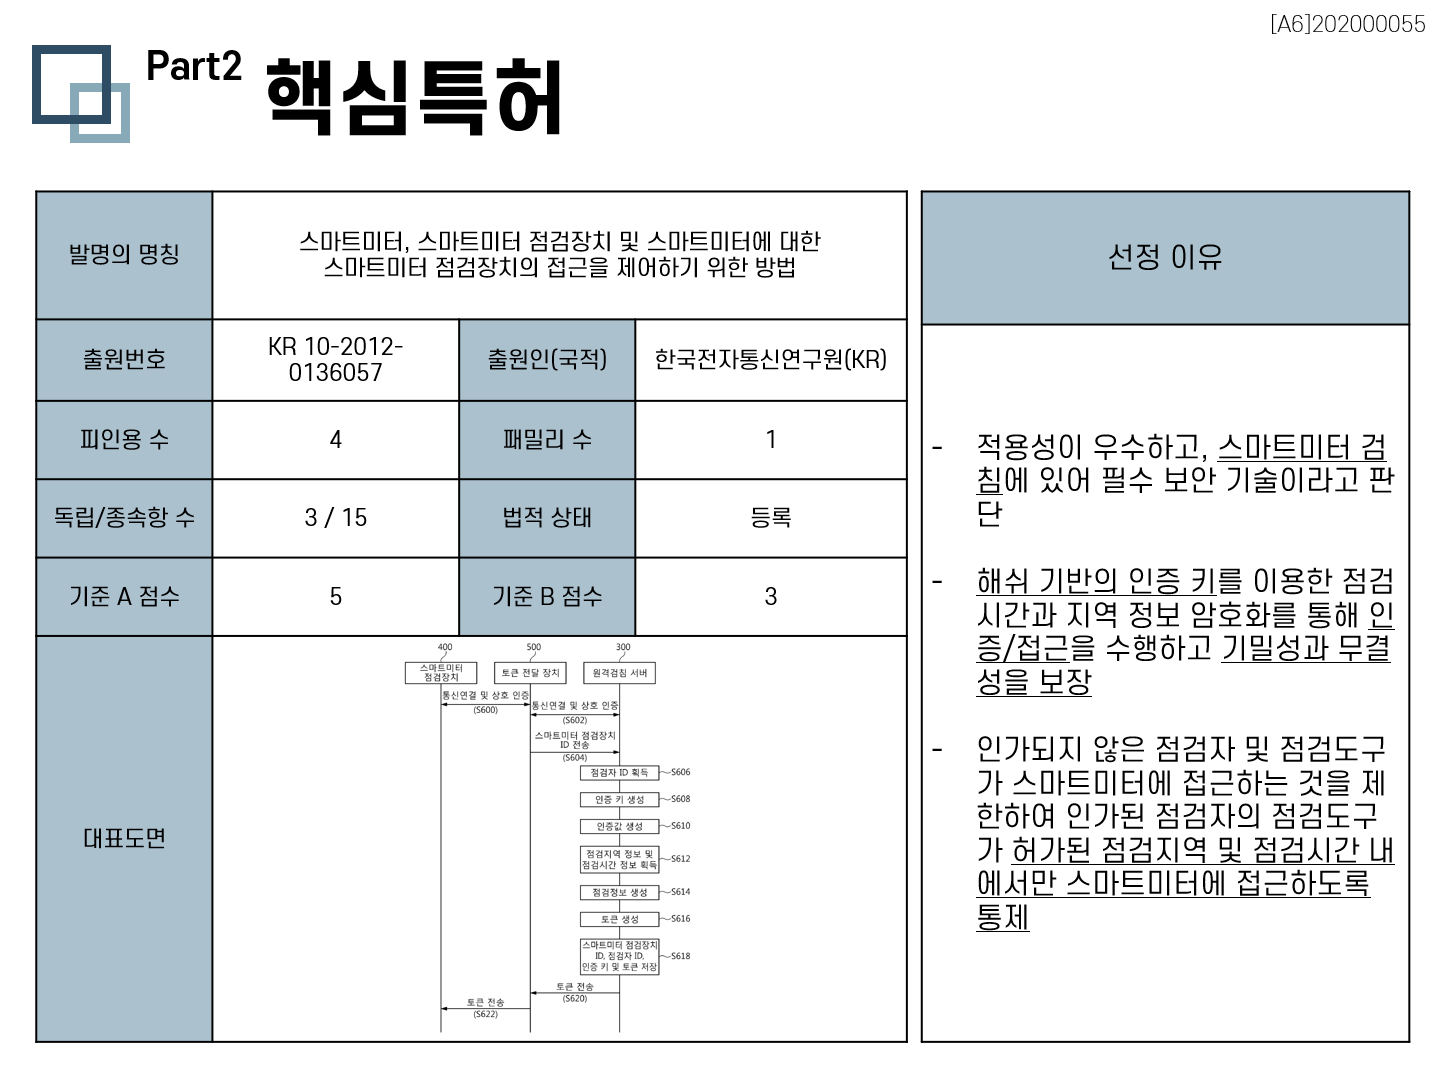 [A6]202000055
Part2 핵심특허
발명의 명칭
스마트미터, 스마트미터 점검장치 및 스마트미터에 대한
스마트미터 점검장치의 접근을 제어하기 위한 방법
출원번호
KR 10-2012-
0136057
출원인(국적)
한국전자통신연구원(KR)
피인용 수
4
패밀리 수
1
독립/종속항 수
3 / 15
법적 상태
등록
기준 A 점수
5
기준 B 점수
3
대표도면
400
500
300
스마트미터
점검장치
토큰 전달 장치
원격검침 서버
통신연결 및 상호 인증
(S600)
통신연결 및 상호 인증
(S602)
스마트미터 점검장치
ID 전송
(S604)
점검자 ID 획득
S606
인증 키 생성
S608
인증값 생성
S610
점검지역 정보 및
점검시간 정보 획득
S612
점검정보 생성
S614
토큰 생성
S616
스마트미터 점검장치
ID, 점검자 ID,
인증 키 및 토큰 저장
S618
토큰 전송
(S620)
토큰 전송
(S622)
선정 이유
- 적용성이 우수하고, 스마트미터 검
침에 있어 필수 보안 기술이라고 판
단
- 해쉬 기반의 인증 키를 이용한 점검
시간과 지역 정보 암호화를 통해 인
증/접근을 수행하고 기밀성과 무결
성을 보장
- 인가되지 않은 점검자 및 점검도구
가 스마트미터에 접근하는 것을 제
한하여 인가된 점검자의 점검도구
가 허가된 점검지역 및 점검시간 내
에서만 스마트미터에 접근하도록
통제